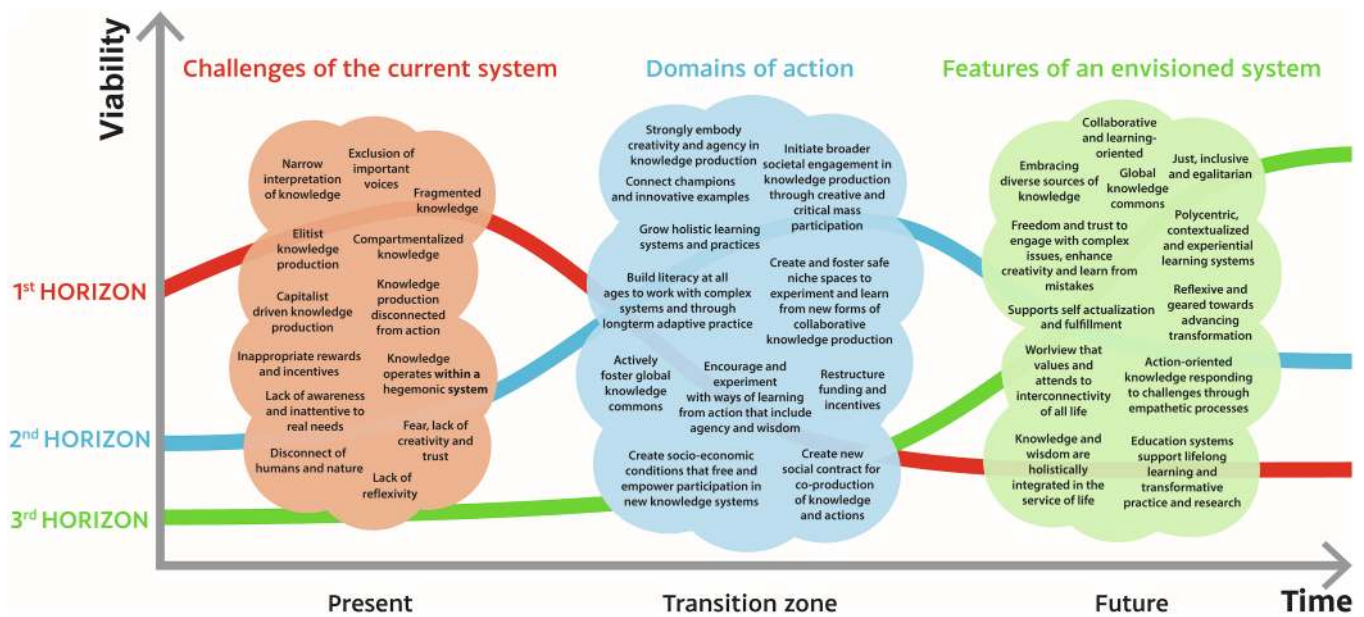 Viability
Challenges of the current system
Domains of action
Features of an envisioned system
1st HORIZON
2nd HORIZON
3rd HORIZON
Narrow
interpretation
of knowledge
Exclusion of
important
voices
Fragmented
knowledge
Elitist
knowledge
production
Compartmentalized
knowledge
Capitalist
driven knowledge
production
Knowledge
production
disconnected
from action
Inappropriate rewards
and incentives
Knowledge
operates within a
hegemonic system
Lack of awareness
and inattentive to
real needs
Fear, lack of
creativity and
trust
Disconnect of
humans and nature
Lack of
reflexivity
Strongly embody
creativity and agency in
knowledge production
Initiate broader
societal engagement in
knowledge production
through creative and
critical mass
participation
Connect champions
and innovative examples
Grow holistic learning
systems and practices
Build literacy at all
ages to work with complex
systems and through
longterm adaptive practice
Create and foster safe
niche spaces to
experiment and learn
from new forms of
collaborative
knowledge production
Actively
foster global
knowledge
commons
Encourage and
experiment
with ways of learning
from action that include
agency and wisdom
Restructure
funding and
incentives
Create socio-economic
conditions that free and
empower participation in
new knowledge systems
Create new
social contract for
co-production
of knowledge
and actions
Collaborative
and learning-
oriented
Embracing
diverse sources of
knowledge
Global
knowledge
commons
Just, inclusive
and egalitarian
Freedom and trust to
engage with complex
issues, enhance
creativity and learn from
mistakes
Polycentric,
contextualized
and experiential
learning systems
Supports self actualization
and fulfillment
Reflexive and
geared towards
advancing
transformation
Worlview that
values and
attends to
interconnectivity
of all life
Action-oriented
knowledge responding
to challenges through
empathetic processes
Knowledge and
wisdom are
holistically
integrated in the
service of life
Education systems
support lifelong
learning and
transformative
practice and research
Present
Transition zone
Future
Time